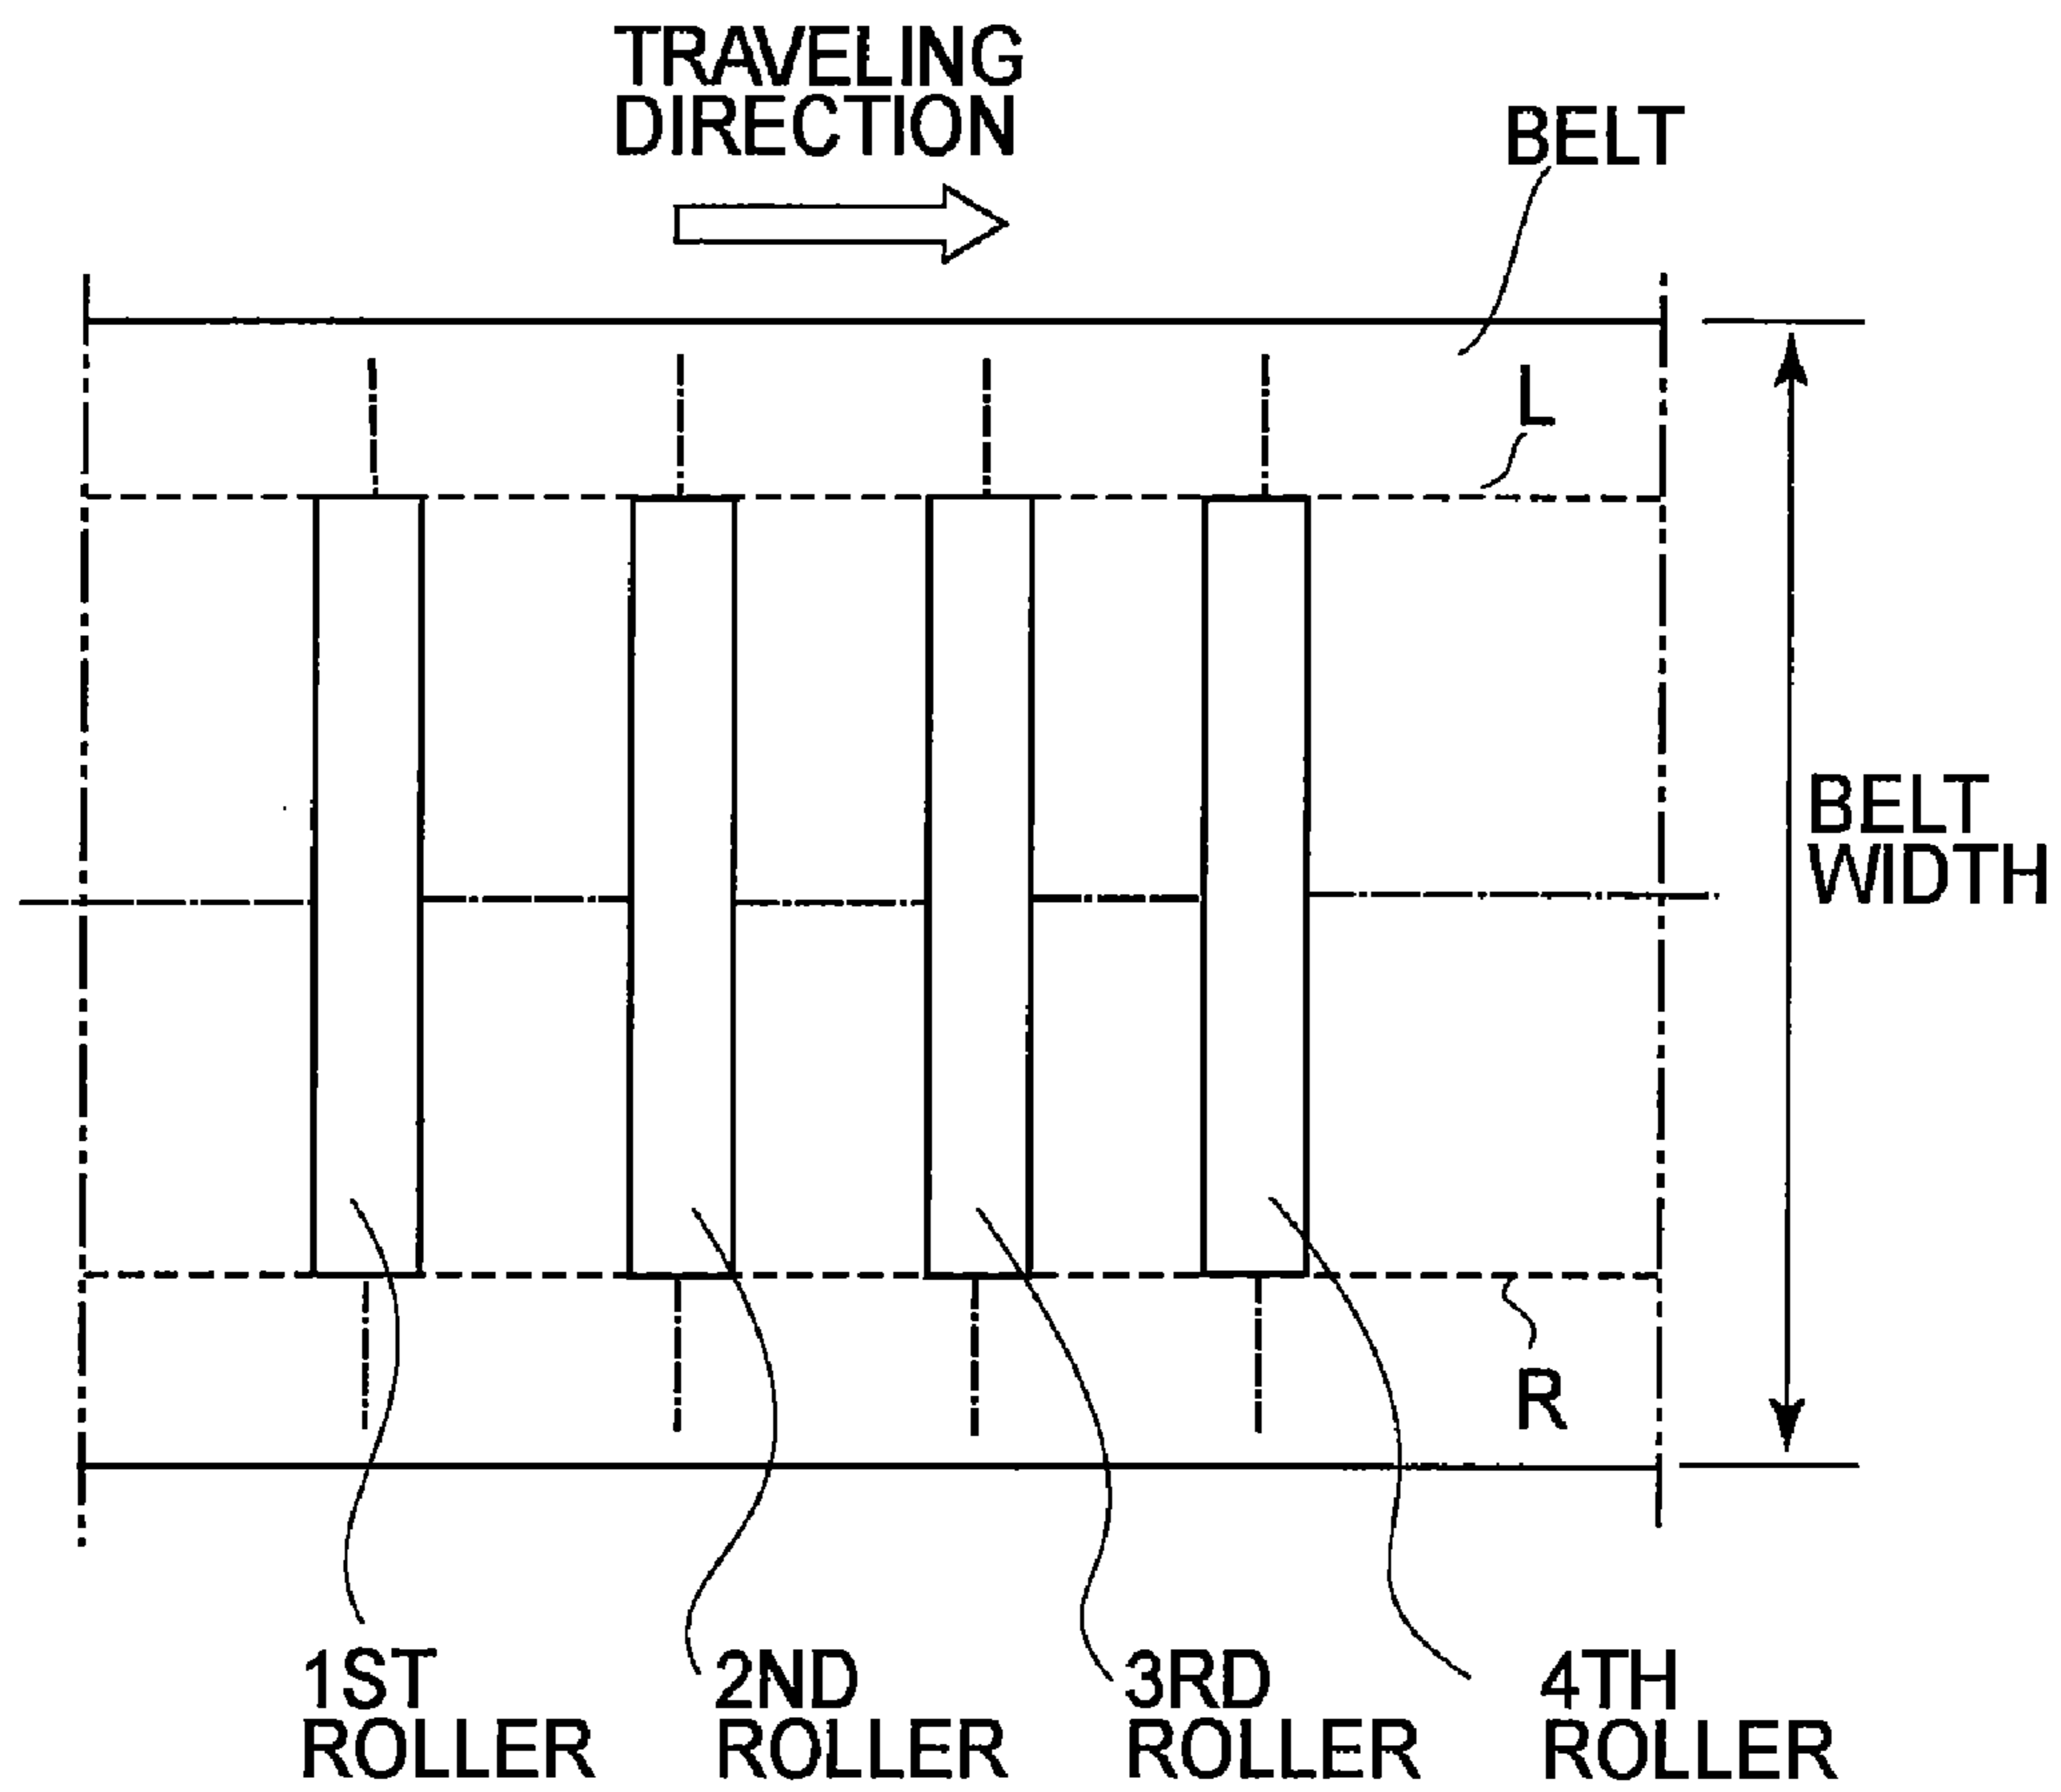 TRAVELING
DIRECTION
BELT
L
BELT
WIDTH
R
1ST
ROLLER
2ND
ROLLER
3RD
ROLLER
4TH
ROLLER